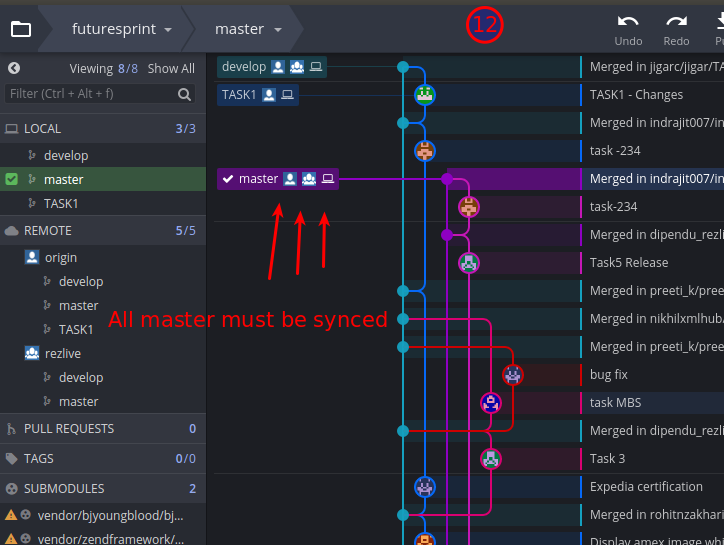 futuresprint
master
12
Undo
Redo
Viewing 8/8 Show All
Filter (Ctrl + Alt + f)
LOCAL 3/3
develop
master
TASK1
REMOTE 5/5
origin
develop
master
TASK1
rezlive
develop
master
PULL REQUESTS 0
TAGS 0/0
SUBMODULES 2
vendor/bjyoungblood/bj...
vendor/zendframework/...
develop
Merged in jigarc/jigar/TA
TASK1
TASK1 - Changes
Merged in indrajit007/in
task -234
master
Merged in indrajit007/in
task-234
Merged in dipendu_rezli
Task5 Release
Merged in preeti_k/pree
All master must be synced
Merged in nikhilxmlhub/
Merged in preeti_k/pree
bug fix
task MBS
Merged in dipendu_rezli
Task 3
Expedia certification
Merged in rohitnzakhari
Display amex image wh